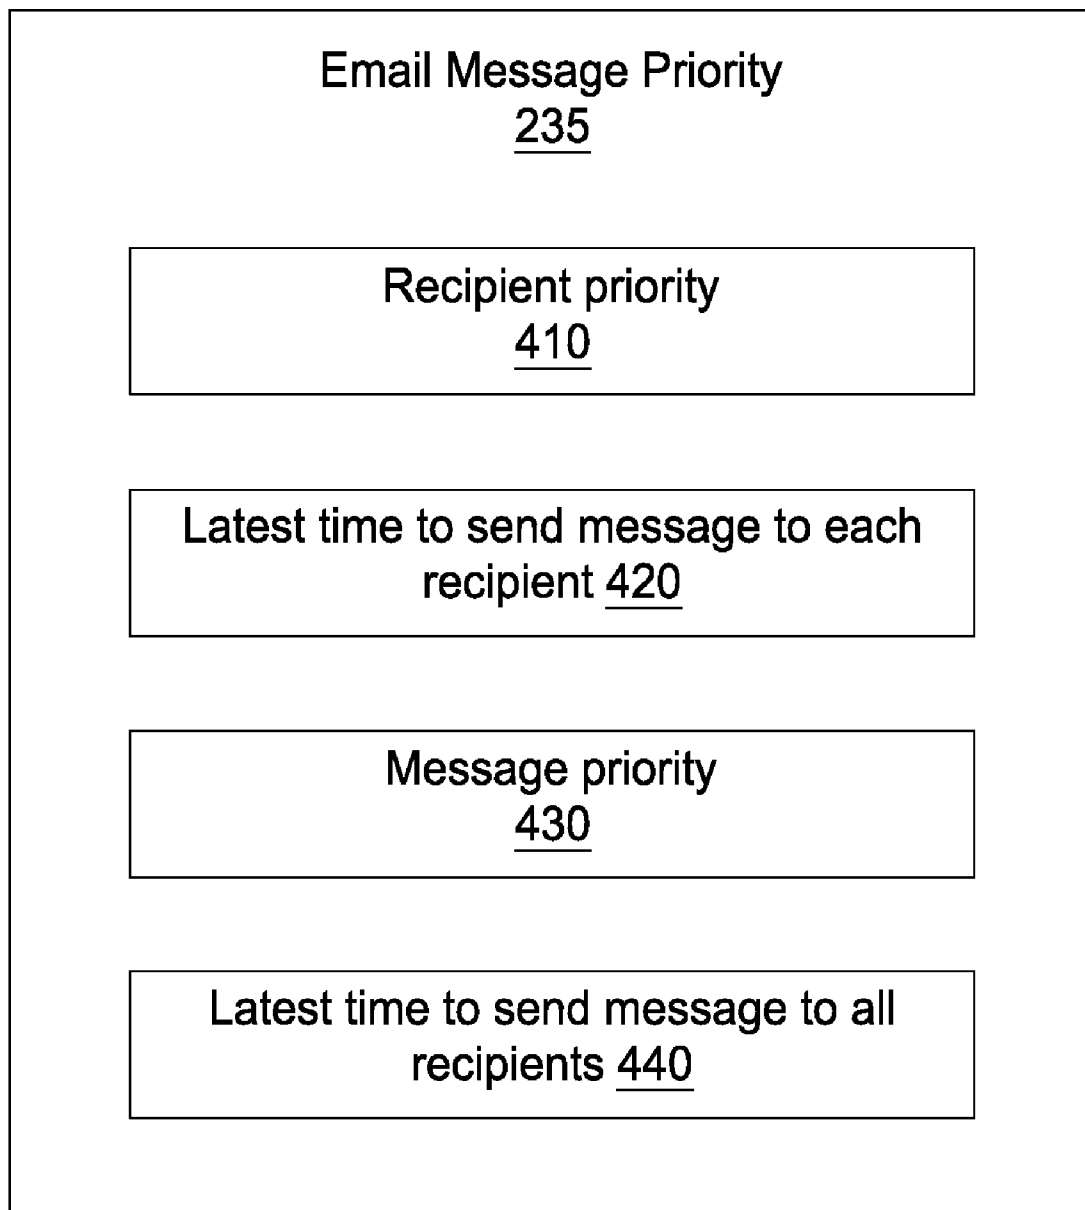 Email Message Priority
235
Recipient priority
410
Latest time to send message to each
recipient 420
Message priority
430
Latest time to send message to all
recipients 440